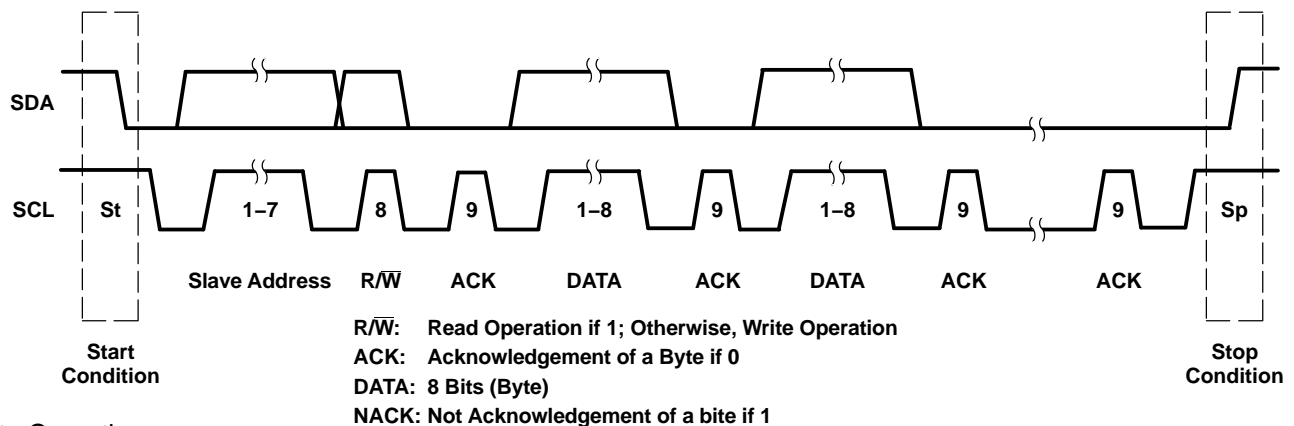 SDA
SCL St 1–7 8 9 1–8 9 1–8 9 9 Sp
Slave Address R/W̅ ACK DATA ACK DATA ACK ACK
R/W̅: Read Operation if 1; Otherwise, Write Operation
ACK: Acknowledgement of a Byte if 0
DATA: 8 Bits (Byte)
NACK: Not Acknowledgement of a bite if 1
Start
Condition
Stop
Condition